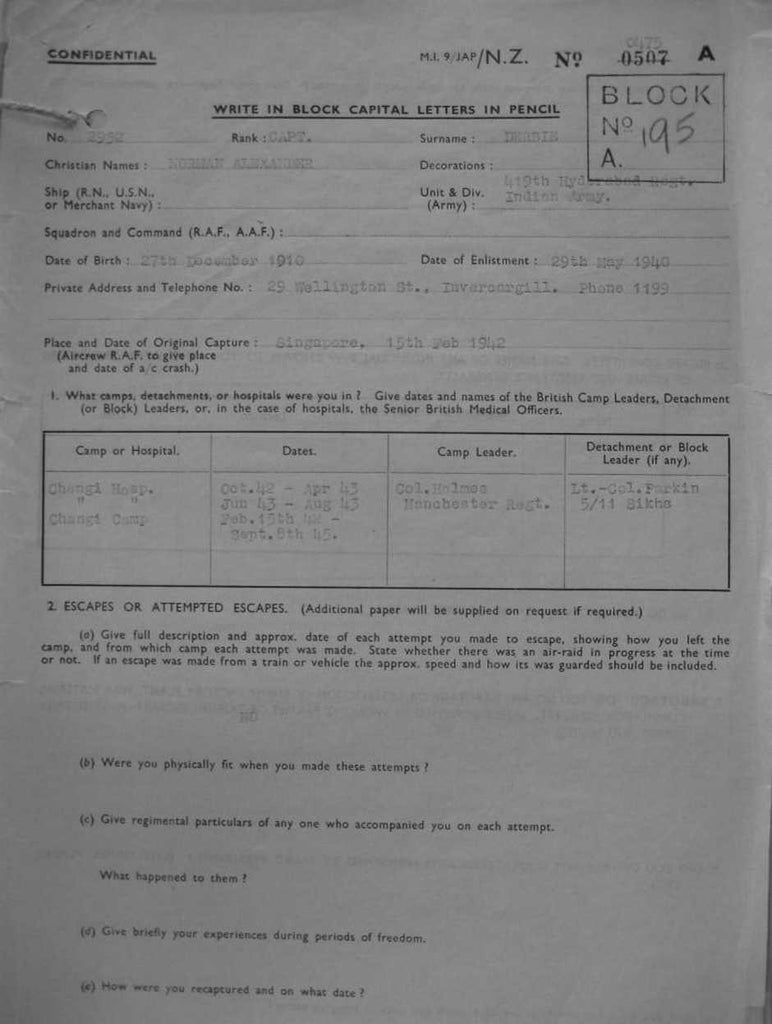 CONFIDENTIAL M.I. 9/JAP/N.Z. Nº 0507 A
0475
BLOCK
Nº 195
A.
WRITE IN BLOCK CAPITAL LETTERS IN PENCIL
No. 2952 Rank : CAPT. Surname :
Christian Names : NORMAN ALEXANDER Decorations :
Ship (R.N., U.S.N., or Merchant Navy) : Unit & Div. (Army) : 4/19th Hyderabad Regt. Indian Army.
Squadron and Command (R.A.F., A.A.F.) :
Date of Birth : 27th December 1910 Date of Enlistment : 29th May 1940
Private Address and Telephone No. : 29 Wellington St., Invercargill. Phone 1199
Place and Date of Original Capture : Singapore. 15th Feb 1942
(Aircrew R.A.F. to give place
and date of a/c crash.)
1. What camps, detachments, or hospitals were you in ? Give dates and names of the British Camp Leaders, Detachment
(or Block) Leaders, or, in the case of hospitals, the Senior British Medical Officers.
Camp or Hospital. Dates. Camp Leader. Detachment or Block Leader (if any).
Changi Hosp. Oct.42 - Apr 43 Col.Holmes Lt.-Col.Parkin
" Jun 43 - Aug 43 Manchester Regt. 5/11 Sikhs
Changi Camp Feb.15th 42 -
Sept.8th 45.
2. ESCAPES OR ATTEMPTED ESCAPES. (Additional paper will be supplied on request if required.)
(a) Give full description and approx. date of each attempt you made to escape, showing how you left the
camp, and from which camp each attempt was made. State whether there was an air-raid in progress at the time
or not. If an escape was made from a train or vehicle the approx. speed and how its was guarded should be included.
NO
(b) Were you physically fit when you made these attempts ?
(c) Give regimental particulars of any one who accompanied you on each attempt.
What happened to them ?
(d) Give briefly your experiences during periods of freedom.
(e) How were you recaptured and on what date ?